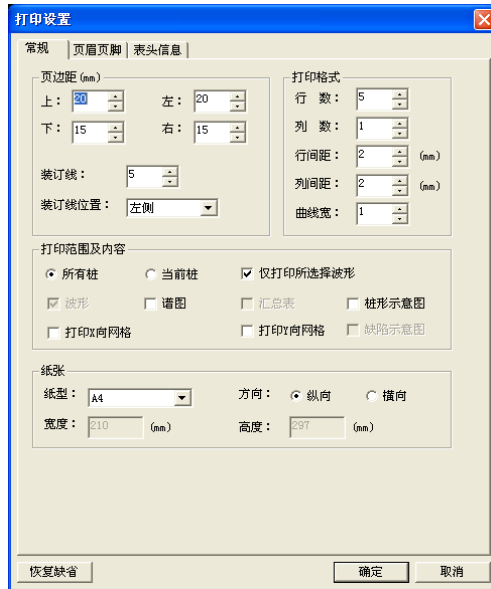 打印设置
常规 页眉页脚 表头信息
页边距(mm)
上： 20 左： 20
下： 15 右： 15
装订线： 5
装订线位置： 左侧
打印格式
行 数： 5
列 数： 1
行间距： 2 (mm)
列间距： 2 (mm)
曲线宽： 1
打印范围及内容
所有桩 当前桩 仅打印所选择波形
波形 谱图 汇总表 桩形示意图
打印X向网格 打印Y向网格 缺陷示意图
纸张
纸型： A4 方向： 纵向 横向
宽度： 210 (mm) 高度： 297 (mm)
恢复缺省 确定 取消